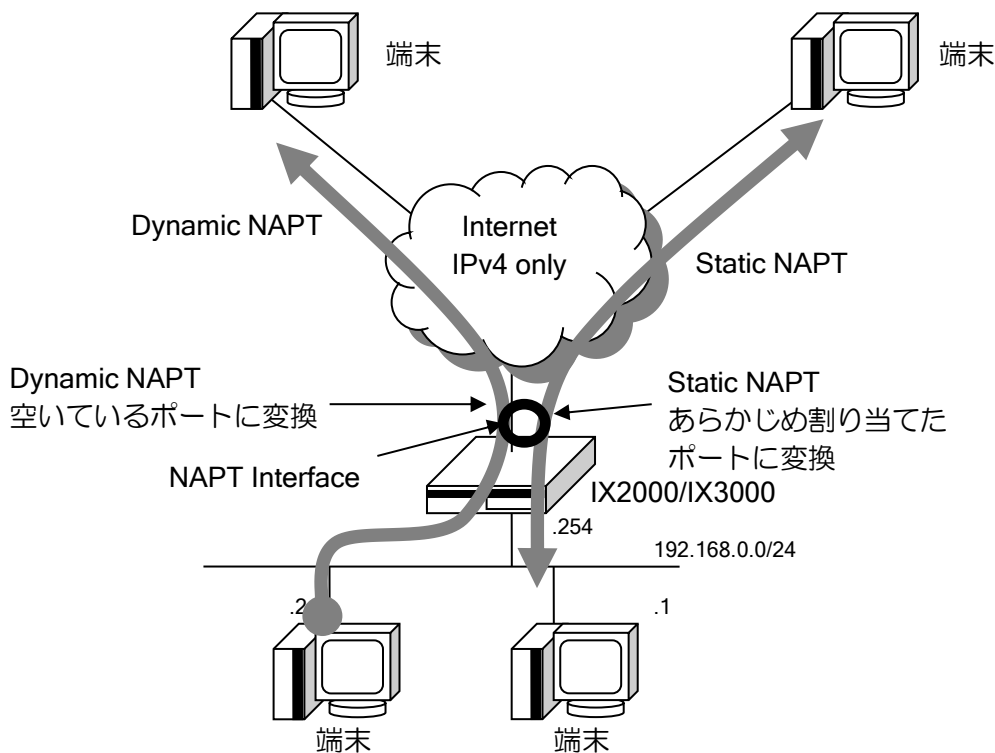 端末
端末
Dynamic NAPT
Internet
IPv4 only
Static NAPT
Dynamic NAPT
空いているポートに変換
Static NAPT
あらかじめ割り当てた
ポートに変換
NAPT Interface
IX2000/IX3000
.254
192.168.0.0/24
.2
.1
端末
端末